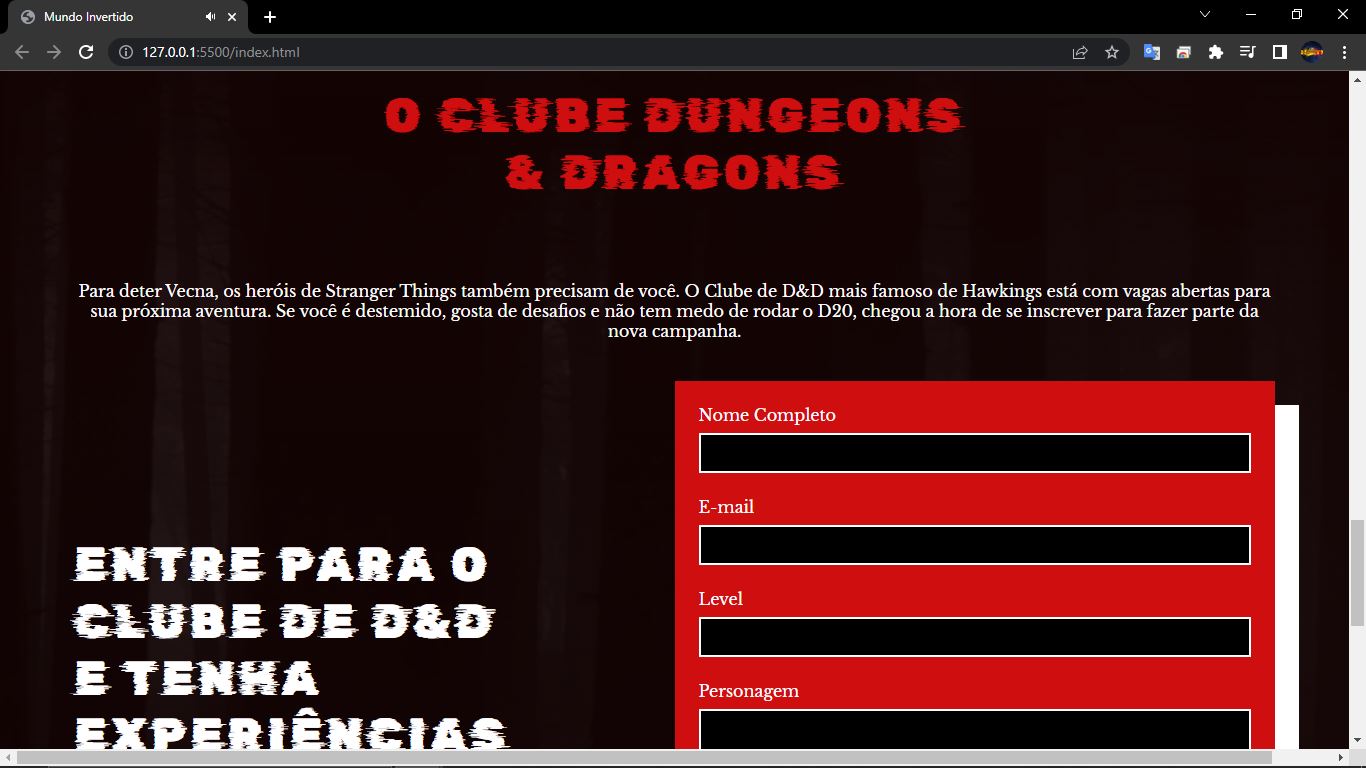 Mundo Invertido
127.0.0.1:5500/index.html
O CLUBE DUNGEONS
& DRAGONS
Para deter Vecna, os heróis de Stranger Things também precisam de você. O Clube de D&D mais famoso de Hawkings está com vagas abertas para
sua próxima aventura. Se você é destemido, gosta de desafios e não tem medo de rodar o D20, chegou a hora de se inscrever para fazer parte da
nova campanha.
ENTRE PARA O
CLUBE DE D&D
E TENHA
EXPERIÊNCIAS
Nome Completo
E-mail
Level
Personagem